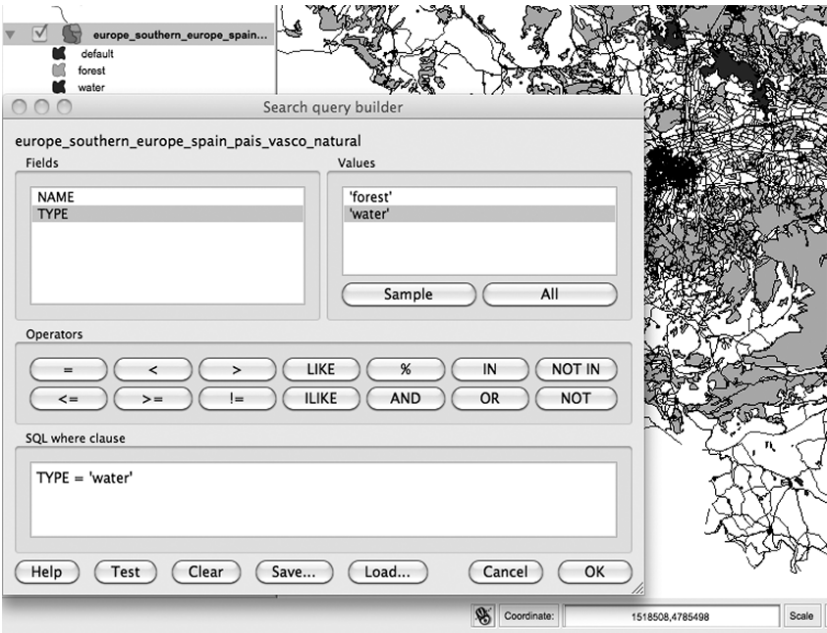 europe_southern_europe_spain...
default
forest
water
Search query builder
europe_southern_europe_spain_pais_vasco_natural
Fields
Values
NAME
TYPE
'forest'
'water'
Sample
All
Operators
= < > LIKE % IN NOT IN
<= >= != ILIKE AND OR NOT
SQL where clause
TYPE = 'water'
Help Test Clear Save... Load... Cancel OK
Coordinate: 1518508,4785498 Scale